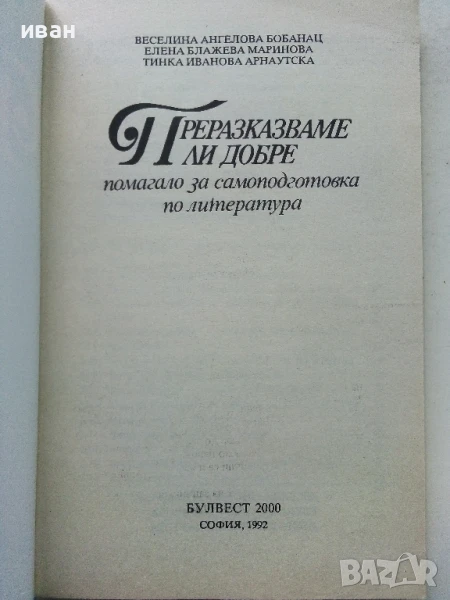 иван
ВЕСЕЛИНА АНГЕЛОВА БОБАНАЦ
ЕЛЕНА БЛАЖЕВА МАРИНОВА
ТИНКА ИВАНОВА АРНАУТСКА
ПРЕРАЗКАЗВАМЕ
ЛИ ДОБРЕ
помагало за самоподготовка
по литература
БУЛВЕСТ 2000
СОФИЯ, 1992
BAZAR